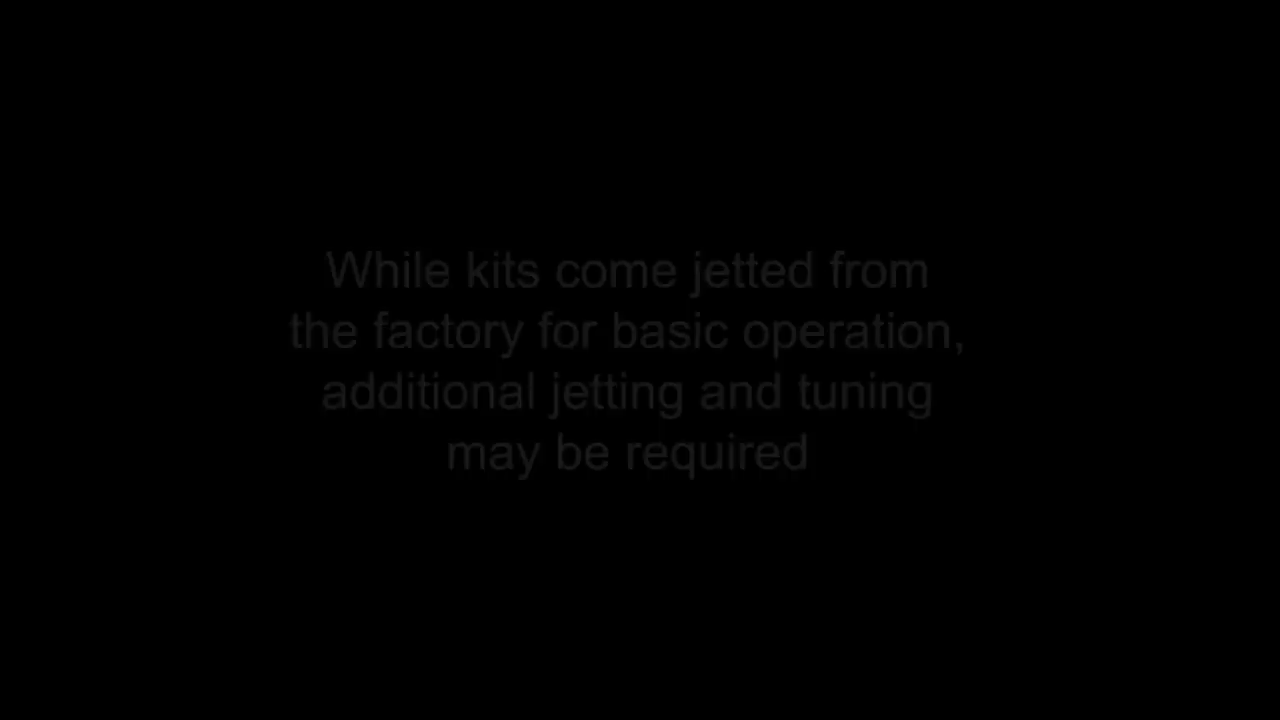 While kits come jetted from
the factory for basic operation,
additional jetting and tuning
may be required